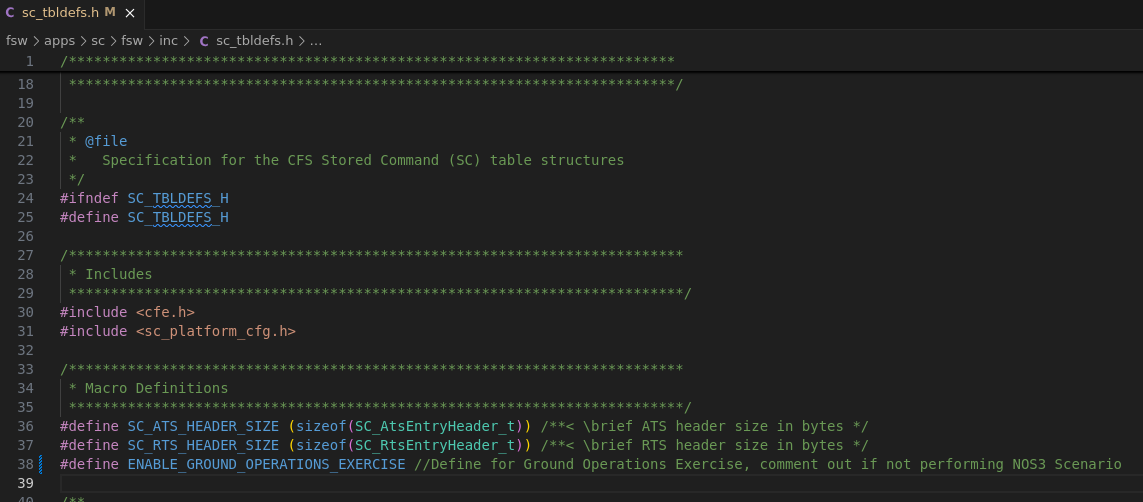 C sc_tbldefs.h M ×
fsw > apps > sc > fsw > inc > C sc_tbldefs.h > ...
1 /************************************************************************
18 ************************************************************************/
19
20 /**
21 * @file
22 *   Specification for the CFS Stored Command (SC) table structures
23 */
24 #ifndef SC_TBLDEFS_H
25 #define SC_TBLDEFS_H
26
27 /*************************************************************************
28 * Includes
29 *************************************************************************/
30 #include <cfe.h>
31 #include <sc_platform_cfg.h>
32
33 /*************************************************************************
34 * Macro Definitions
35 *************************************************************************/
36 #define SC_ATS_HEADER_SIZE (sizeof(SC_AtsEntryHeader_t)) /**< \brief ATS header size in bytes */
37 #define SC_RTS_HEADER_SIZE (sizeof(SC_RtsEntryHeader_t)) /**< \brief RTS header size in bytes */
38 #define ENABLE_GROUND_OPERATIONS_EXERCISE //Define for Ground Operations Exercise, comment out if not performing NOS3 Scenario
39
40 /**